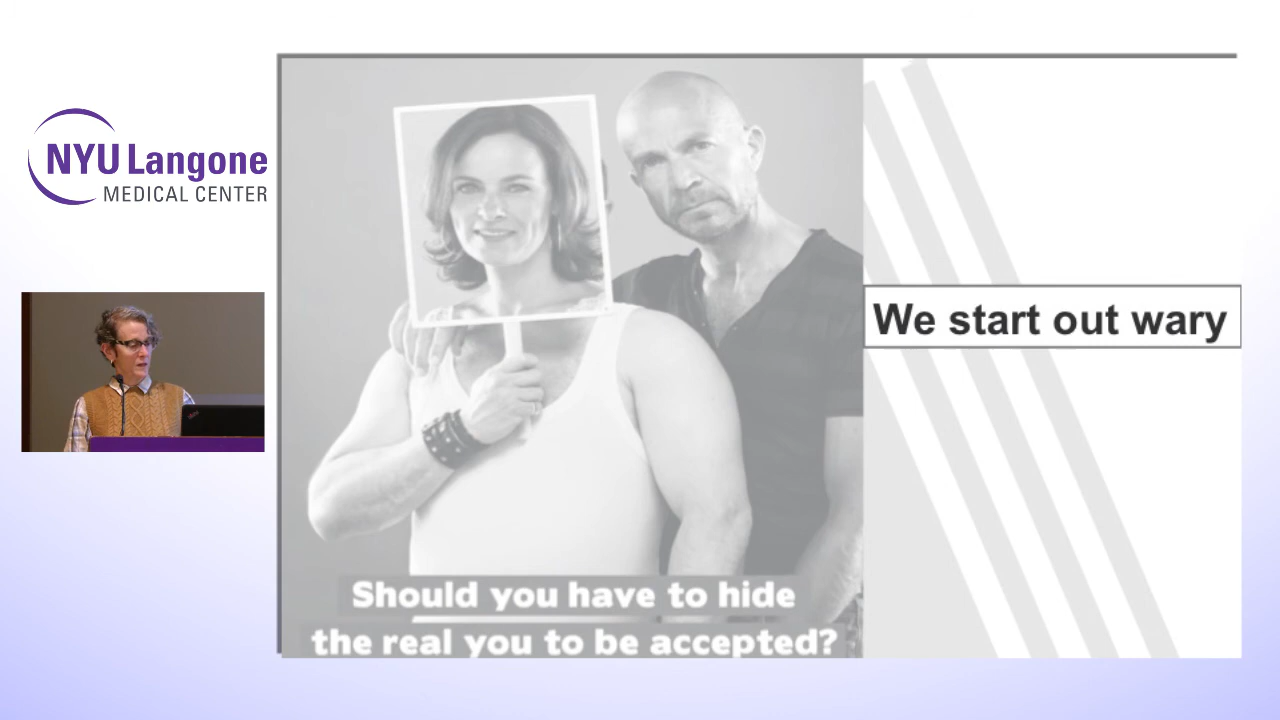 NYU Langone
MEDICAL CENTER
We start out wary
Should you have to hide
the real you to be accepted?